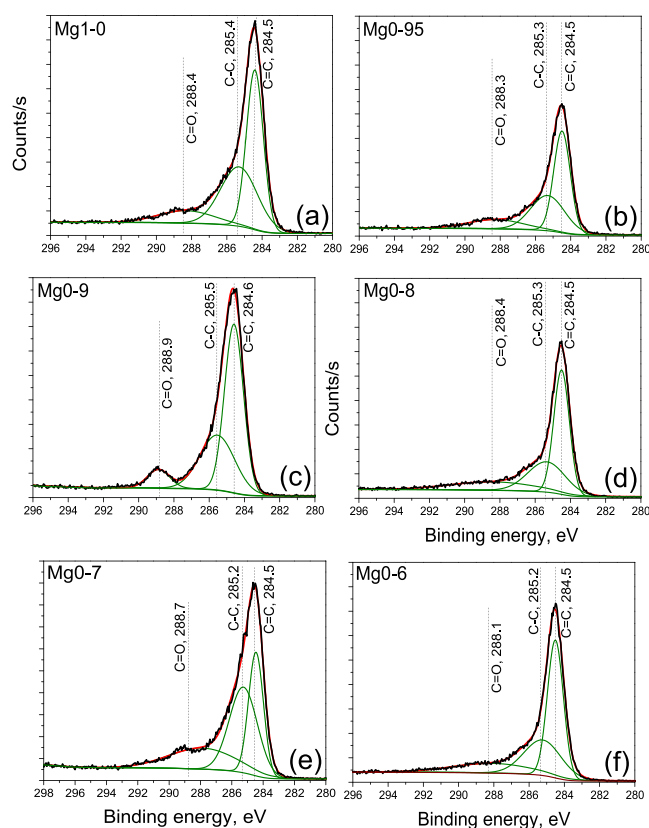 Mg1-0
Counts/s
C=O, 288.4
C-C, 285.4
C=C, 284.5
(a)
296 294 292 290 288 286 284 282 280
Mg0-95
C=O, 288.3
C-C, 285.3
C=C, 284.5
(b)
296 294 292 290 288 286 284 282 280
Mg0-9
C=O, 288.9
C-C, 285.5
C=C, 284.6
(c)
296 294 292 290 288 286 284 282 280
Mg0-8
Counts/s
C=O, 288.4
C-C, 285.3
C=C, 284.5
(d)
296 294 292 290 288 286 284 282 280
Binding energy, eV
Mg0-7
C=O, 288.7
C-C, 285.2
C=C, 284.5
(e)
298 296 294 292 290 288 286 284 282 280
Binding energy, eV
Mg0-6
C=O, 288.1
C-C, 285.2
C=C, 284.5
(f)
296 294 292 290 288 286 284 282 280
Binding energy, eV